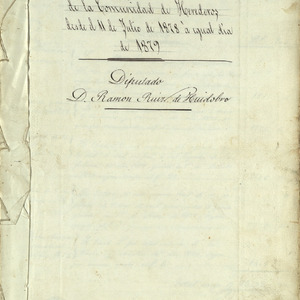 de la Comunidad de Herederos
desde el 11 de Julio de 1878 a igual dia
de 1879
Diputado
D. Ramon Ruiz de Huidobro